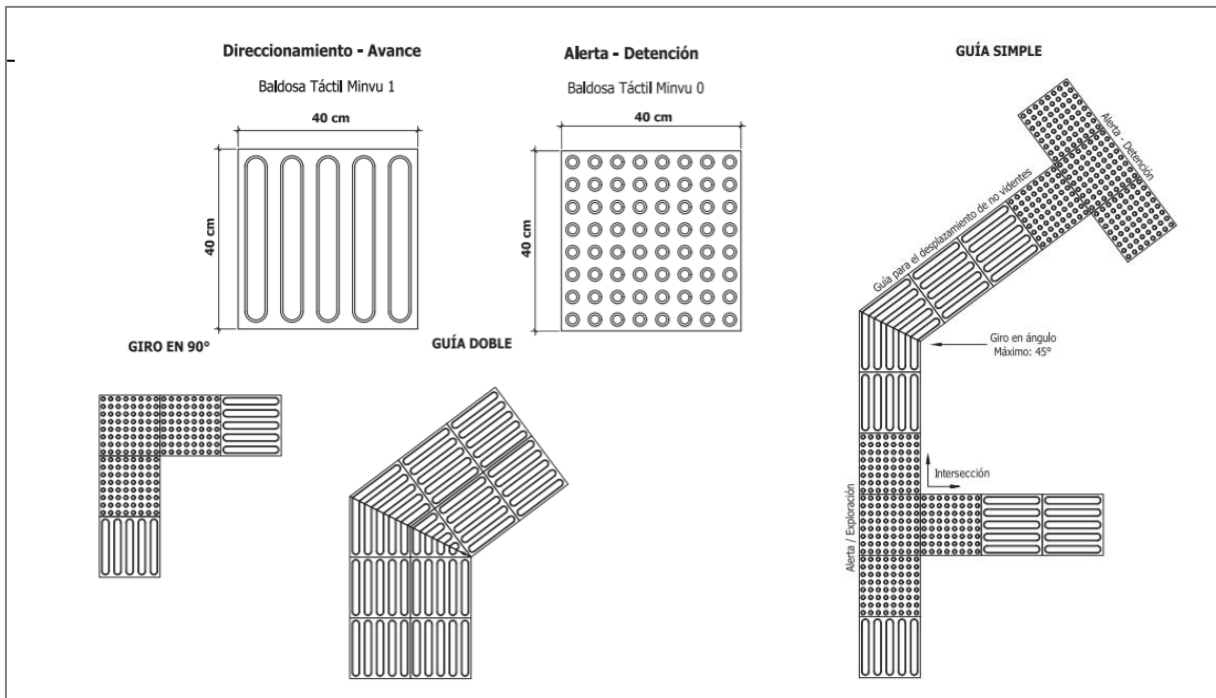 Direccionamiento - Avance
Baldosa Táctil Minvu 1
40 cm
40 cm
Alerta - Detención
Baldosa Táctil Minvu 0
40 cm
40 cm
GUÍA SIMPLE
Alerta - Detención
Guía para el desplazamiento de no videntes
Giro en ángulo
Máximo: 45°
Intersección
Alerta / Exploración
GIRO EN 90°
GUÍA DOBLE